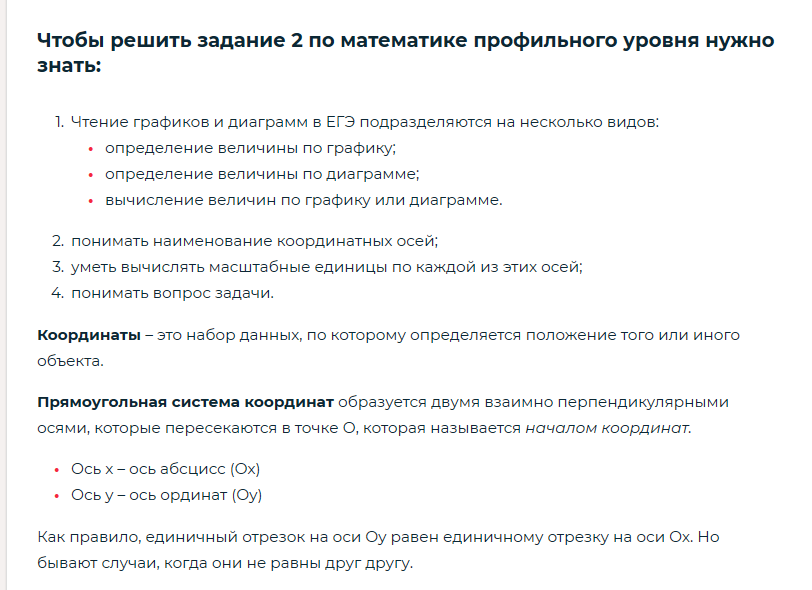 Чтобы решить задание 2 по математике профильного уровня нужно
знать:
1. Чтение графиков и диаграмм в ЕГЭ подразделяются на несколько видов:
• определение величины по графику;
• определение величины по диаграмме;
• вычисление величин по графику или диаграмме.
2. понимать наименование координатных осей;
3. уметь вычислять масштабные единицы по каждой из этих осей;
4. понимать вопрос задачи.
Координаты – это набор данных, по которому определяется положение того или иного
объекта.
Прямоугольная система координат образуется двумя взаимно перпендикулярными
осями, которые пересекаются в точке О, которая называется началом координат.
• Ось x – ось абсцисс (Ox)
• Ось y – ось ординат (Oy)
Как правило, единичный отрезок на оси Oy равен единичному отрезку на оси Ox. Но
бывают случаи, когда они не равны друг другу.